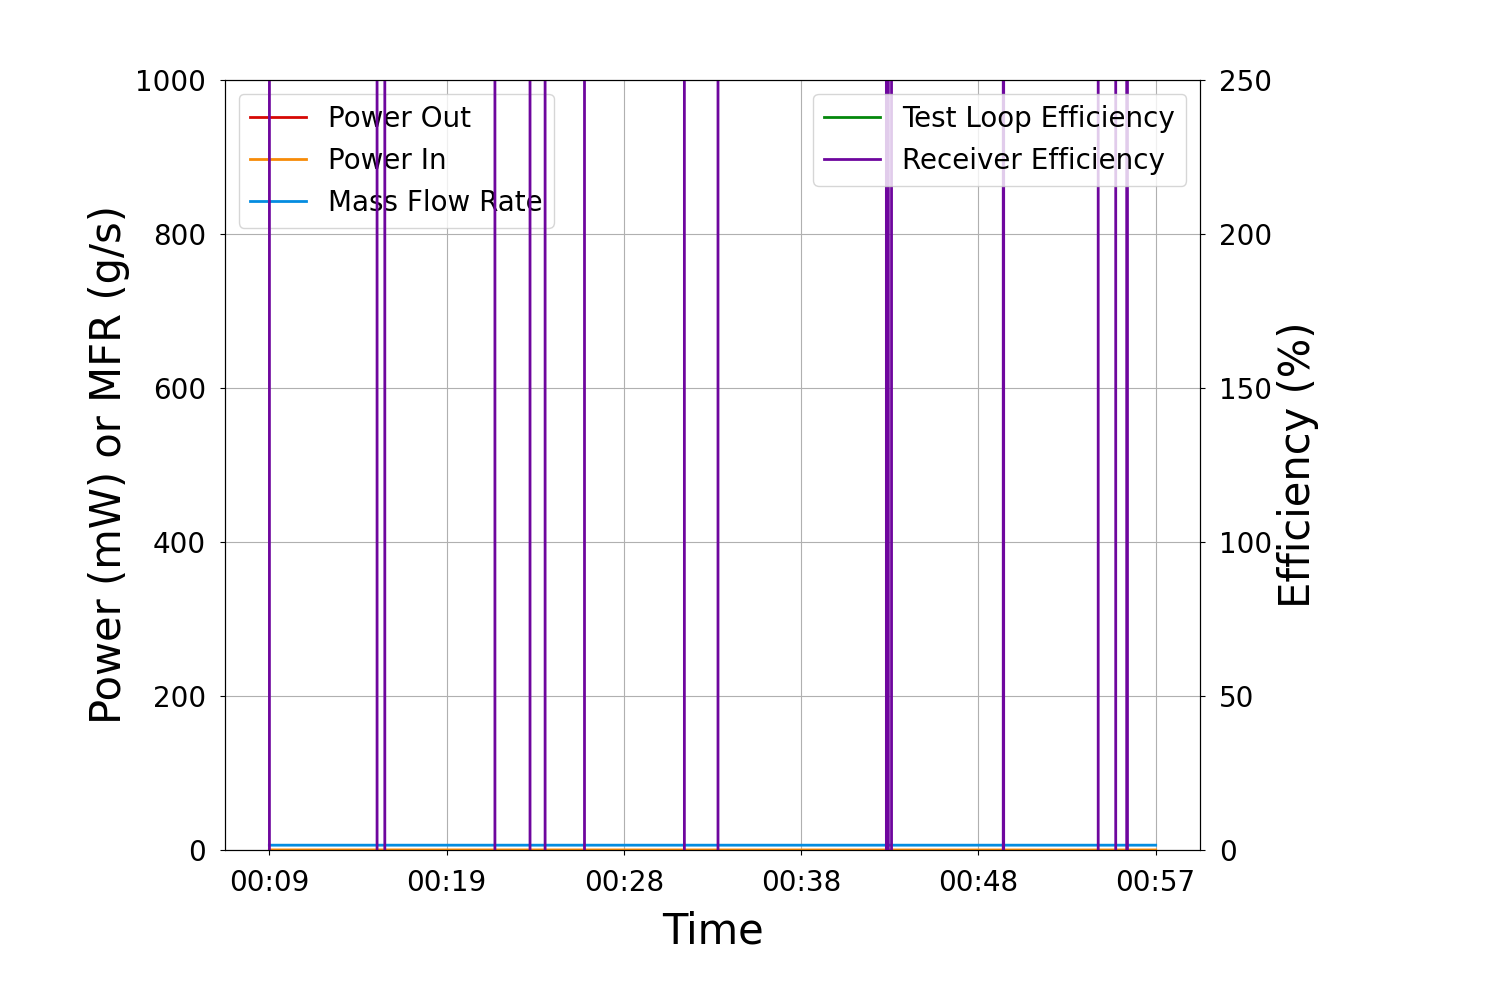 1000
800
600
400
200
0
Power (mW) or MFR (g/s)
Power Out
Power In
Mass Flow Rate
Test Loop Efficiency
Receiver Efficiency
250
200
150
100
50
0
Efficiency (%)
00:09 00:19 00:28 00:38 00:48 00:57
Time